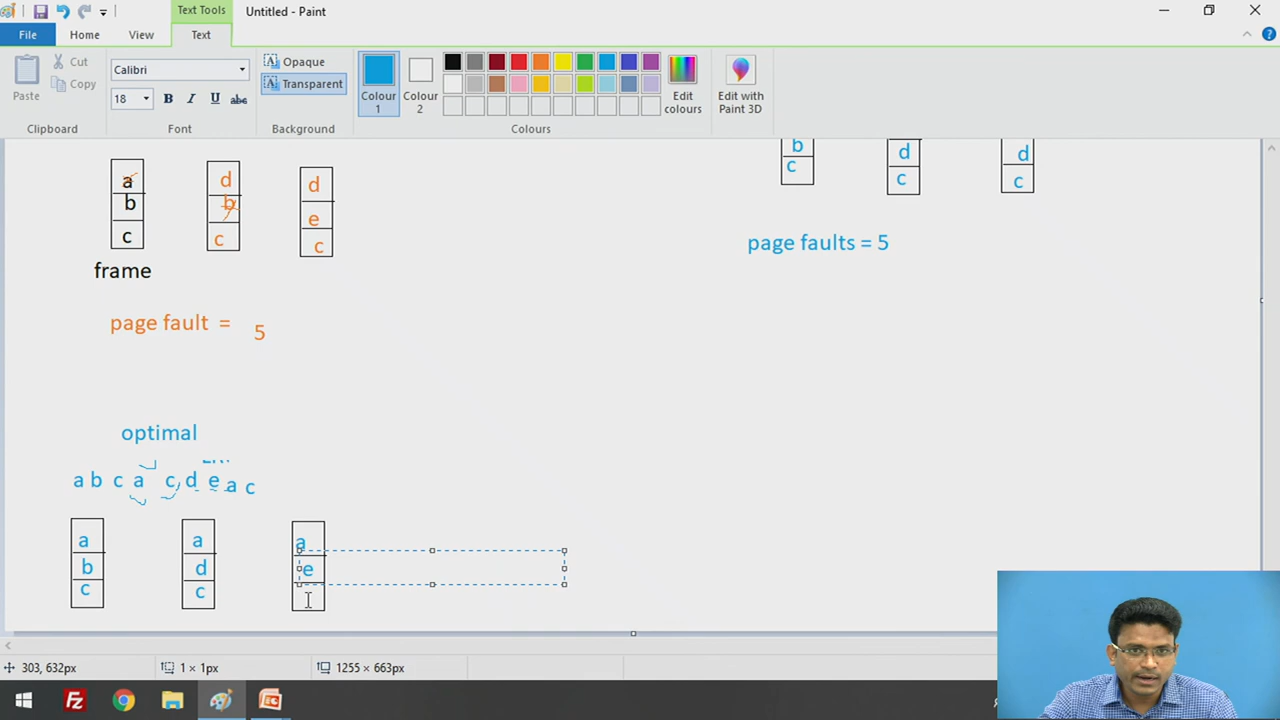 Text Tools
Untitled - Paint
File Home View Text
Paste
Cut
Copy
Clipboard
Calibri
18 B I U abc
Font
Opaque
Transparent
Background
Colour 1
Colour 2
Edit colours
Edit with Paint 3D
Colours
a d d
b b e
c c c
frame
page fault = 5
b d d
c c c
page faults = 5
optimal
a b c a c d e a c
a a a
b d e
c c
303, 632px
1 × 1px
1255 × 663px